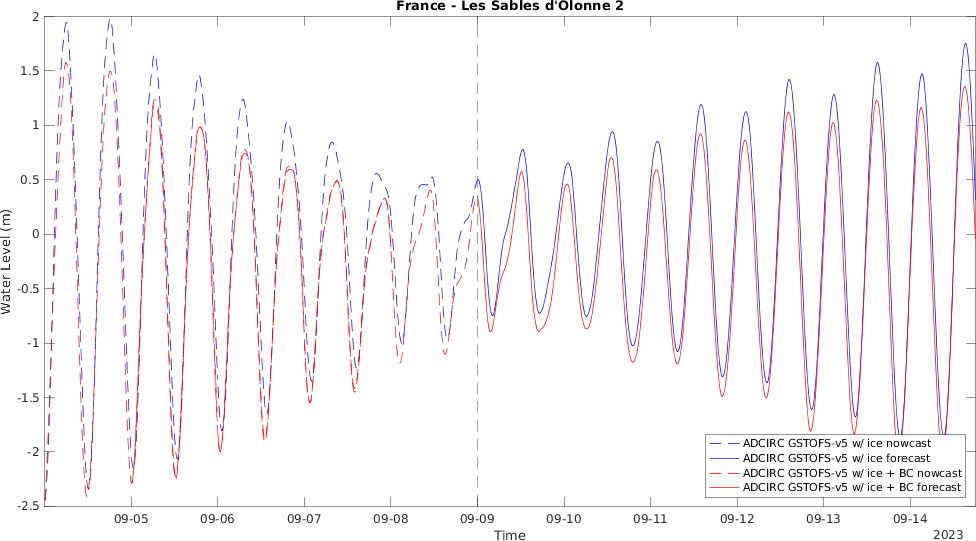 France - Les Sables d'Olonne 2
2
1.5
1
0.5
0
-0.5
-1
-1.5
-2
-2.5
Water Level (m)
09-05 09-06 09-07 09-08 09-09 09-10 09-11 09-12 09-13 09-14
Time
2023
ADCIRC GSTOFS-v5 w/ ice nowcast
ADCIRC GSTOFS-v5 w/ ice forecast
ADCIRC GSTOFS-v5 w/ ice + BC nowcast
ADCIRC GSTOFS-v5 w/ ice + BC forecast